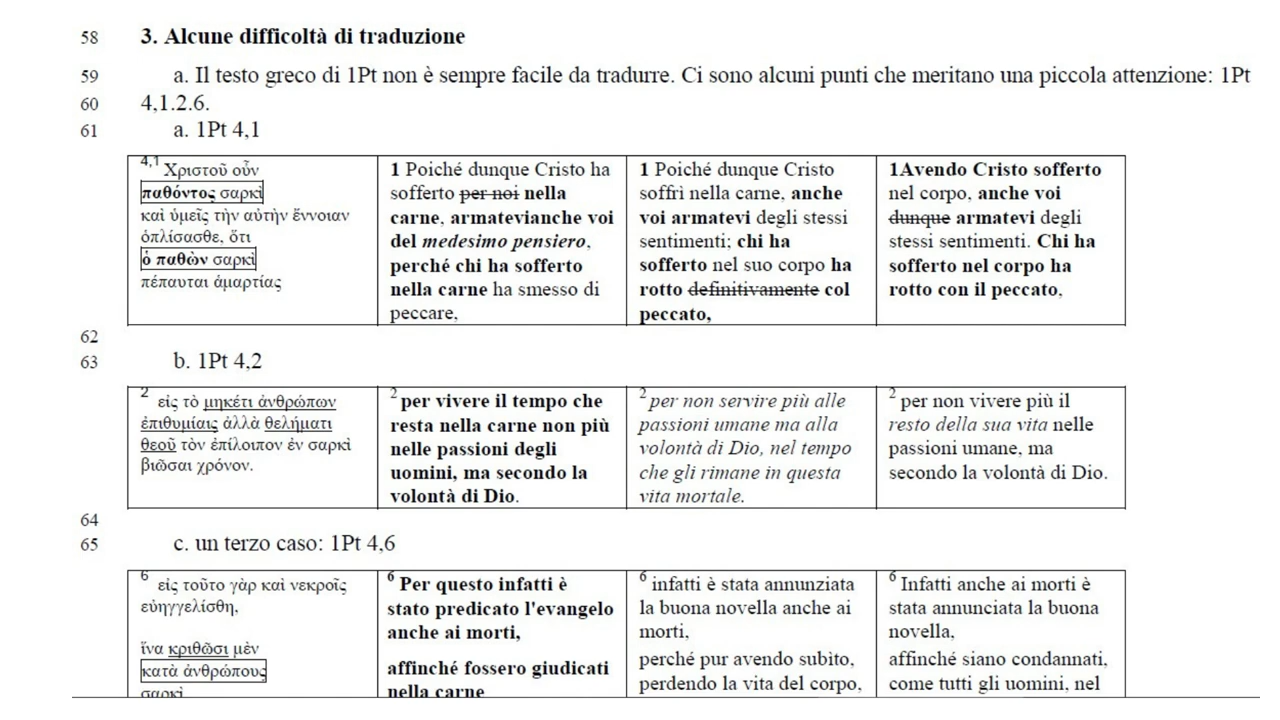 58 3. Alcune difficoltà di traduzione
59 a. Il testo greco di 1Pt non è sempre facile da tradurre. Ci sono alcuni punti che meritano una piccola attenzione: 1Pt
60 4,1.2.6.
61 a. 1Pt 4,1
4,1 Χριστοῦ οὖν
παθόντος σαρκὶ
καὶ ὑμεῖς τὴν αὐτὴν ἔννοιαν
ὁπλίσασθε, ὅτι
ὁ παθὼν σαρκὶ
πέπαυται ἁμαρτίας
1 Poiché dunque Cristo ha
sofferto per noi nella
carne, armatevianche voi
del medesimo pensiero,
perché chi ha sofferto
nella carne ha smesso di
peccare,
1 Poiché dunque Cristo
soffrì nella carne, anche
voi armatevi degli stessi
sentimenti; chi ha
sofferto nel suo corpo ha
rotto definitivamente col
peccato,
1Avendo Cristo sofferto
nel corpo, anche voi
dunque armatevi degli
stessi sentimenti. Chi ha
sofferto nel corpo ha
rotto con il peccato,
62
63 b. 1Pt 4,2
2 εἰς τὸ μηκέτι ἀνθρώπων
ἐπιθυμίαις ἀλλὰ θελήματι
θεοῦ τὸν ἐπίλοιπον ἐν σαρκὶ
βιῶσαι χρόνον.
2 per vivere il tempo che
resta nella carne non più
nelle passioni degli
uomini, ma secondo la
volontà di Dio.
2 per non servire più alle
passioni umane ma alla
volontà di Dio, nel tempo
che gli rimane in questa
vita mortale.
2 per non vivere più il
resto della sua vita nelle
passioni umane, ma
secondo la volontà di Dio.
64
65 c. un terzo caso: 1Pt 4,6
6 εἰς τοῦτο γὰρ καὶ νεκροῖς
εὐηγγελίσθη,
ἵνα κριθῶσι μὲν
κατὰ ἀνθρώπους
σαρκὶ
6 Per questo infatti è
stato predicato l'evangelo
anche ai morti,
affinché fossero giudicati
nella carne
6 infatti è stata annunziata
la buona novella anche ai
morti,
perché pur avendo subìto,
perdendo la vita del corpo,
6 Infatti anche ai morti è
stata annunciata la buona
novella,
affinché siano condannati,
come tutti gli uomini, nel